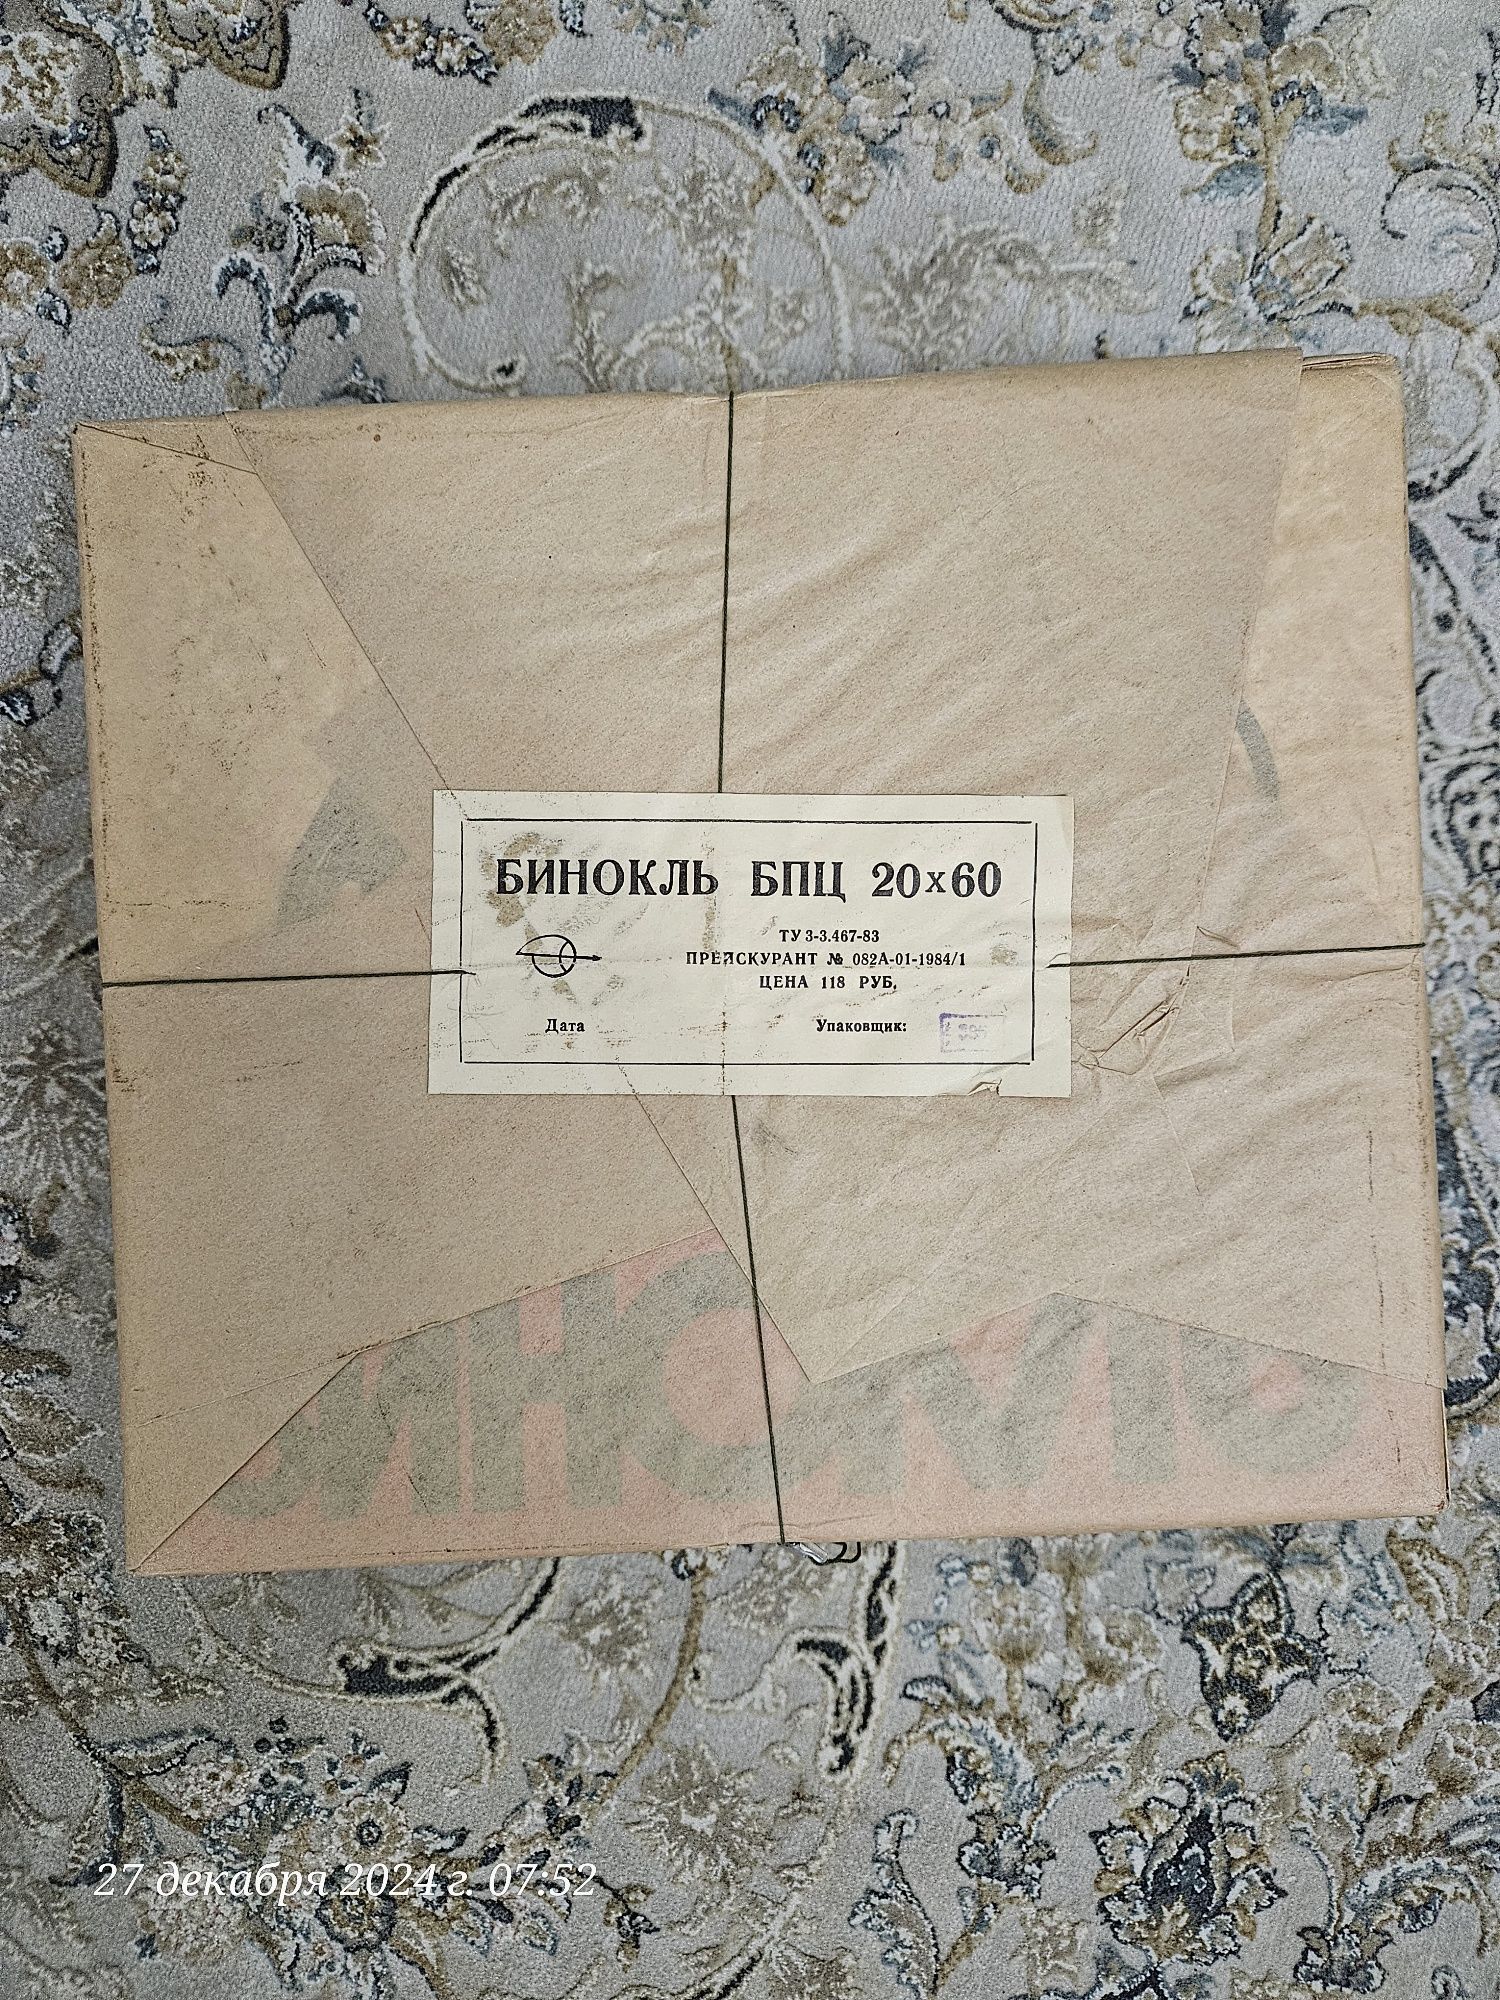 БИНОКЛЬ БПЦ 20x60
ТУ 3-3.467-83
ПРЕЙСКУРАНТ № 082А-01-1984/1
ЦЕНА 118 РУБ.
Дата
Упаковщик:
27 декабря 2024 г. 07:52